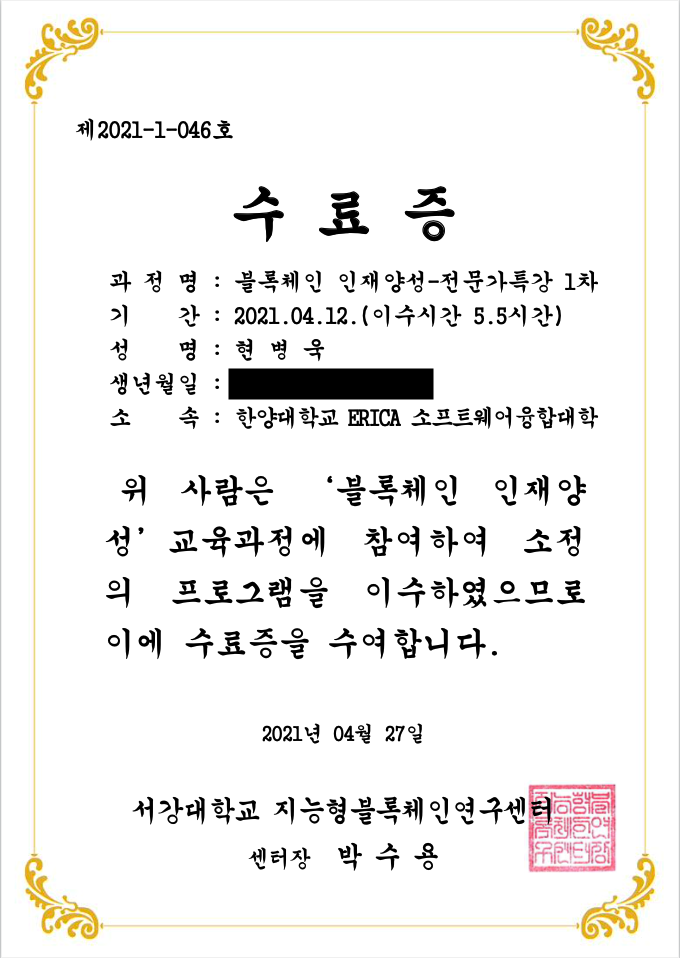 제2021-1-046호
수 료 증
과 정 명 : 블록체인 인재양성-전문가특강 1차
기 간 : 2021.04.12.(이수시간 5.5시간)
성 명 : 현 병 욱
생년월일 :
소 속 : 한양대학교 ERICA 소프트웨어융합대학
위 사람은 ‘블록체인 인재양
성’ 교육과정에 참여하여 소정
의 프로그램을 이수하였으므로
이에 수료증을 수여합니다.
2021년 04월 27일
서강대학교 지능형블록체인연구센터
센터장 박 수 용